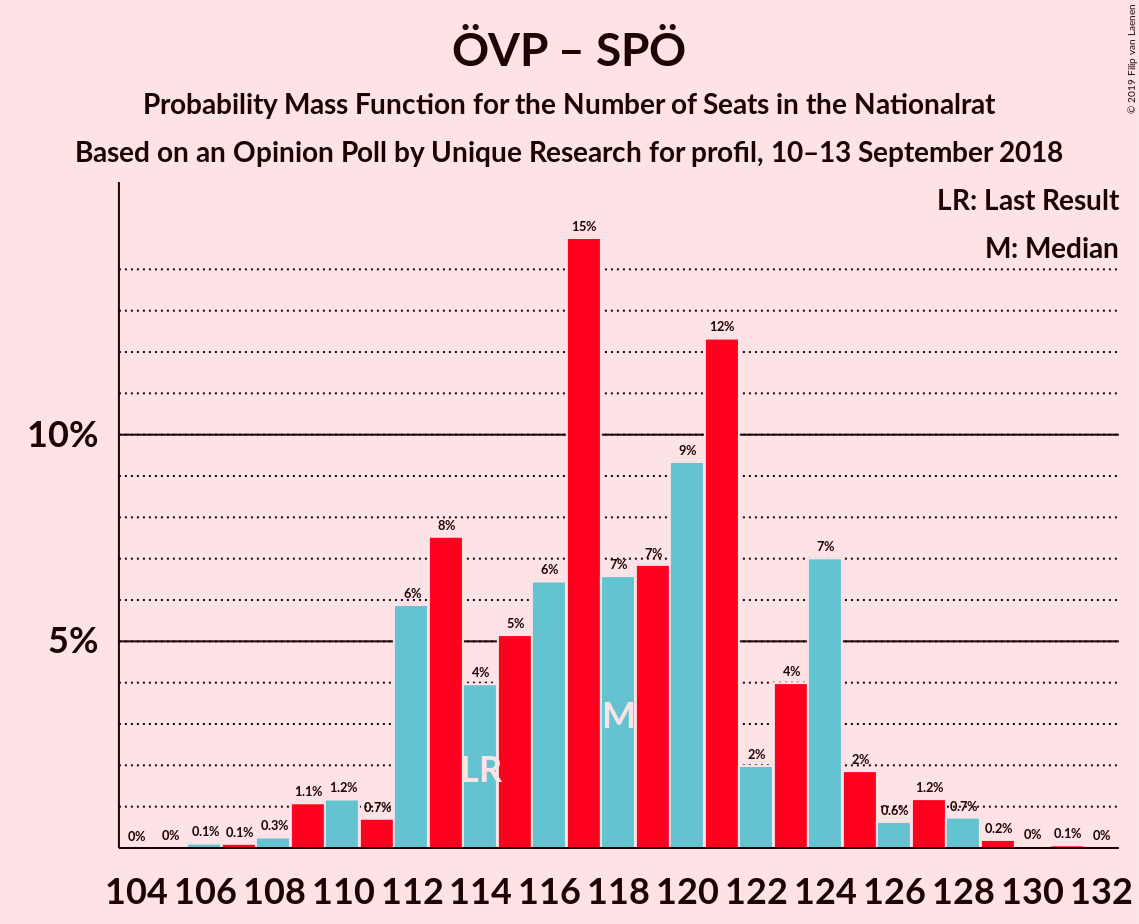 ÖVP – SPÖ
Probability Mass Function for the Number of Seats in the Nationalrat
Based on an Opinion Poll by Unique Research for profil, 10–13 September 2018
© 2019 Filip van Laenen
LR: Last Result
M: Median
10%
5%
0% 0% 0.1% 0.1% 0.3% 1.1% 1.2% 0.7% 6% 8% 4% 5% 6% 15% 7% 7% 9% 12% 2% 4% 7% 2% 0.6% 1.2% 0.7% 0.2% 0% 0.1% 0%
LR
M
104 106 108 110 112 114 116 118 120 122 124 126 128 130 132